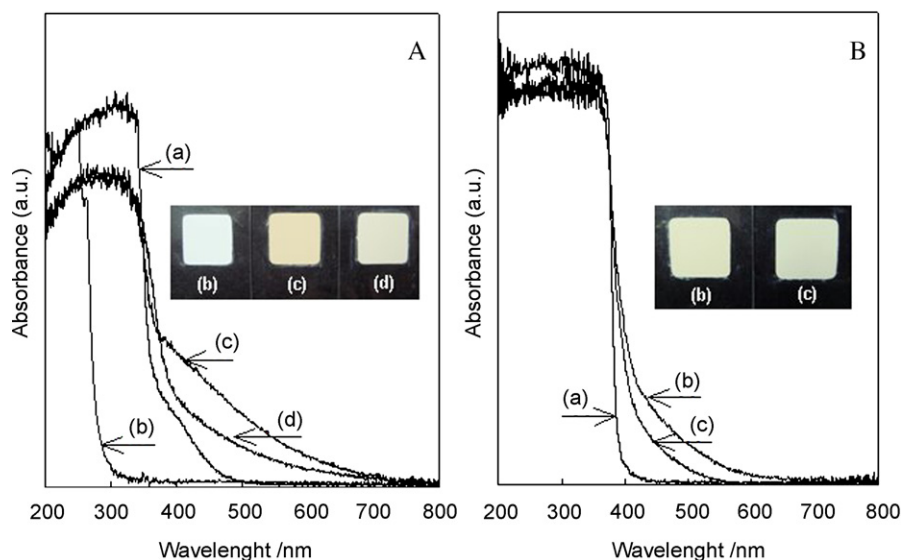 A
Absorbance (a.u.)
(a)
(b) (c) (d)
(c)
(d)
(b)
200 300 400 500 600 700 800
Wavelenght /nm
B
Absorbance (a.u.)
(b) (c)
(b)
(a)
(c)
200 300 400 500 600 700 800
Wavelenght /nm